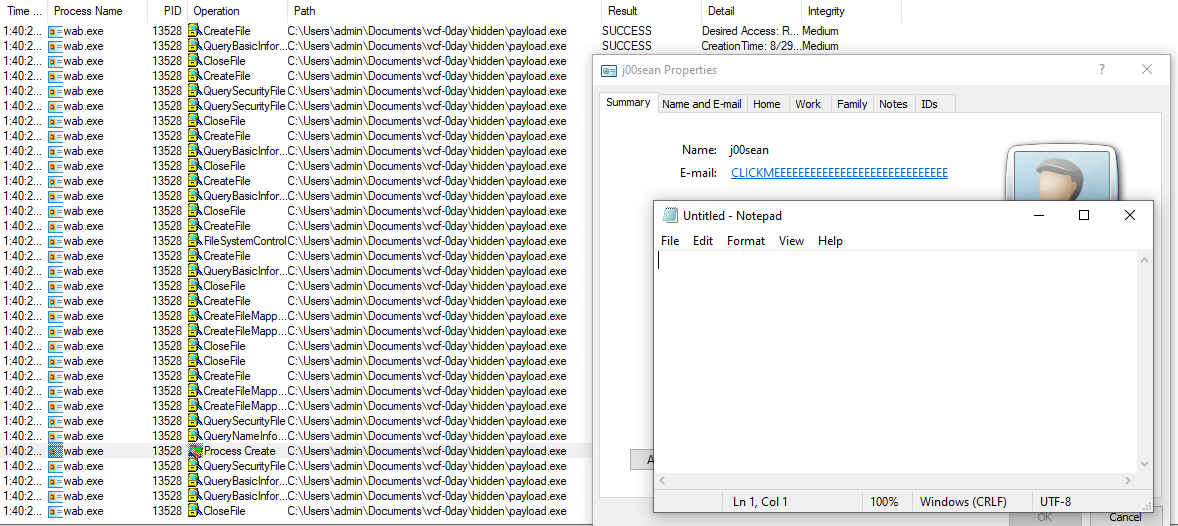 Time ... Process Name PID Operation Path Result Detail Integrity
1:40:2... wab.exe 13528 CreateFile C:\Users\admin\Documents\vcf-0day\hidden\payload.exe SUCCESS Desired Access: R... Medium
1:40:2... wab.exe 13528 QueryBasicInfor... C:\Users\admin\Documents\vcf-0day\hidden\payload.exe SUCCESS CreationTime: 8/29... Medium
1:40:2... wab.exe 13528 CloseFile C:\Users\admin\Documents\vcf-0day\hidden\payload.exe
1:40:2... wab.exe 13528 CreateFile C:\Users\admin\Documents\vcf-0day\hidden\payload.exe
1:40:2... wab.exe 13528 QuerySecurityFile C:\Users\admin\Documents\vcf-0day\hidden\payload.exe
1:40:2... wab.exe 13528 QuerySecurityFile C:\Users\admin\Documents\vcf-0day\hidden\payload.exe
1:40:2... wab.exe 13528 CloseFile C:\Users\admin\Documents\vcf-0day\hidden\payload.exe
1:40:2... wab.exe 13528 CreateFile C:\Users\admin\Documents\vcf-0day\hidden\payload.exe
1:40:2... wab.exe 13528 QueryBasicInfor... C:\Users\admin\Documents\vcf-0day\hidden\payload.exe
1:40:2... wab.exe 13528 CloseFile C:\Users\admin\Documents\vcf-0day\hidden\payload.exe
1:40:2... wab.exe 13528 CreateFile C:\Users\admin\Documents\vcf-0day\hidden\payload.exe
1:40:2... wab.exe 13528 QueryBasicInfor... C:\Users\admin\Documents\vcf-0day\hidden\payload.exe
1:40:2... wab.exe 13528 CloseFile C:\Users\admin\Documents\vcf-0day\hidden\payload.exe
1:40:2... wab.exe 13528 CreateFile C:\Users\admin\Documents\vcf-0day\hidden\payload.exe
1:40:2... wab.exe 13528 FileSystemControl C:\Users\admin\Documents\vcf-0day\hidden\payload.exe
1:40:2... wab.exe 13528 CreateFile C:\Users\admin\Documents\vcf-0day\hidden\payload.exe
1:40:2... wab.exe 13528 QueryBasicInfor... C:\Users\admin\Documents\vcf-0day\hidden\payload.exe
1:40:2... wab.exe 13528 CloseFile C:\Users\admin\Documents\vcf-0day\hidden\payload.exe
1:40:2... wab.exe 13528 CreateFile C:\Users\admin\Documents\vcf-0day\hidden\payload.exe
1:40:2... wab.exe 13528 CreateFileMapp... C:\Users\admin\Documents\vcf-0day\hidden\payload.exe
1:40:2... wab.exe 13528 CreateFileMapp... C:\Users\admin\Documents\vcf-0day\hidden\payload.exe
1:40:2... wab.exe 13528 CloseFile C:\Users\admin\Documents\vcf-0day\hidden\payload.exe
1:40:2... wab.exe 13528 CloseFile C:\Users\admin\Documents\vcf-0day\hidden\payload.exe
1:40:2... wab.exe 13528 CreateFile C:\Users\admin\Documents\vcf-0day\hidden\payload.exe
1:40:2... wab.exe 13528 CreateFileMapp... C:\Users\admin\Documents\vcf-0day\hidden\payload.exe
1:40:2... wab.exe 13528 CreateFileMapp... C:\Users\admin\Documents\vcf-0day\hidden\payload.exe
1:40:2... wab.exe 13528 QuerySecurityFile C:\Users\admin\Documents\vcf-0day\hidden\payload.exe
1:40:2... wab.exe 13528 QueryNameInfo... C:\Users\admin\Documents\vcf-0day\hidden\payload.exe
1:40:2... wab.exe 13528 Process Create C:\Users\admin\Documents\vcf-0day\hidden\payload.exe
1:40:2... wab.exe 13528 QuerySecurityFile C:\Users\admin\Documents\vcf-0day\hidden\payload.exe
1:40:2... wab.exe 13528 QueryBasicInfor... C:\Users\admin\Documents\vcf-0day\hidden\payload.exe
1:40:2... wab.exe 13528 QueryBasicInfor... C:\Users\admin\Documents\vcf-0day\hidden\payload.exe
1:40:2... wab.exe 13528 CloseFile C:\Users\admin\Documents\vcf-0day\hidden\payload.exe
j00sean Properties
Summary Name and E-mail Home Work Family Notes IDs
Name: j00sean
E-mail: CLICKMEEEEEEEEEEEEEEEEEEEEEEEEEEEEE
Untitled - Notepad
File Edit Format View Help
Ln 1, Col 1 100% Windows (CRLF) UTF-8
OK Cancel